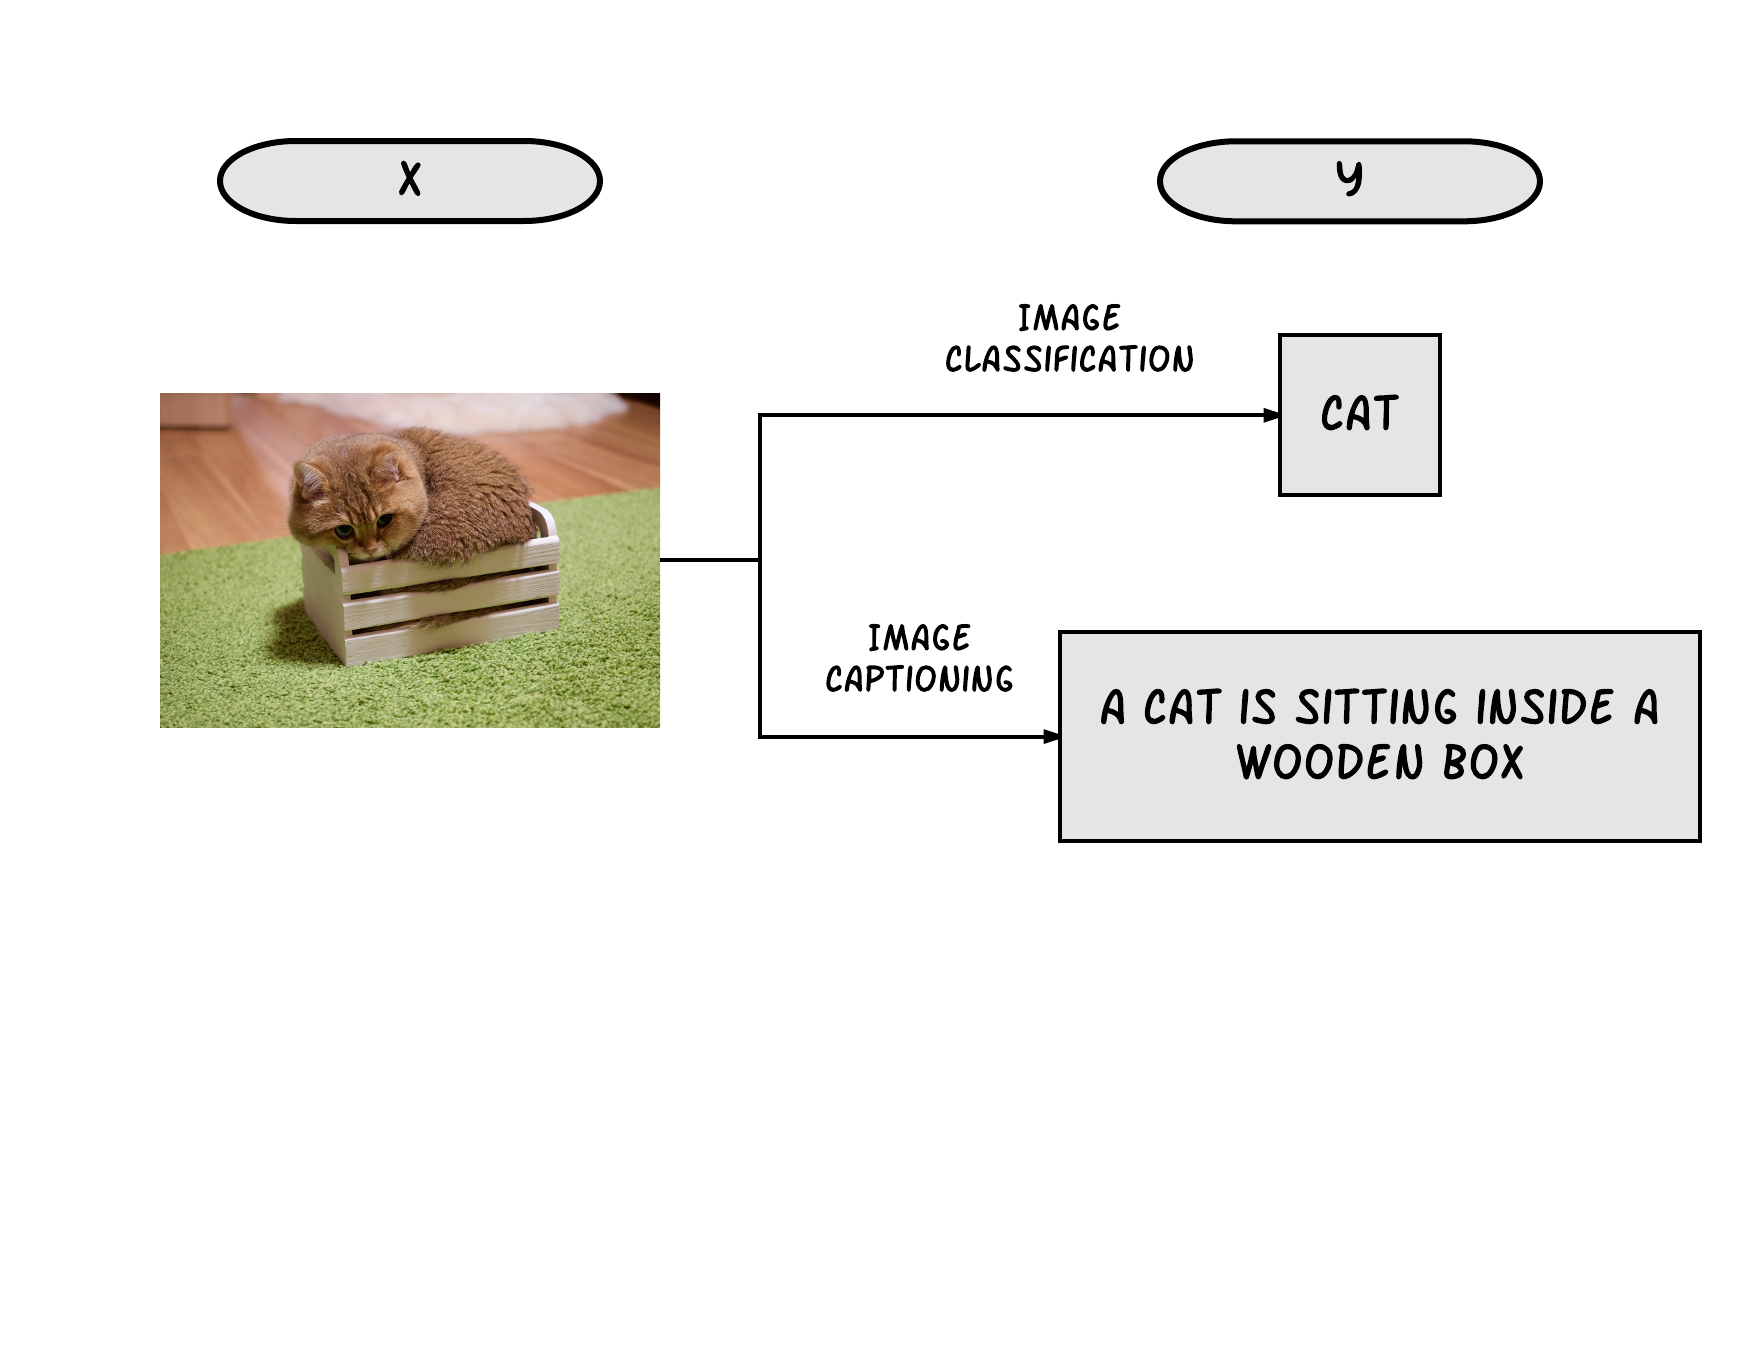 X
Y
IMAGE
CLASSIFICATION
CAT
IMAGE
CAPTIONING
A CAT IS SITTING INSIDE A
WOODEN BOX